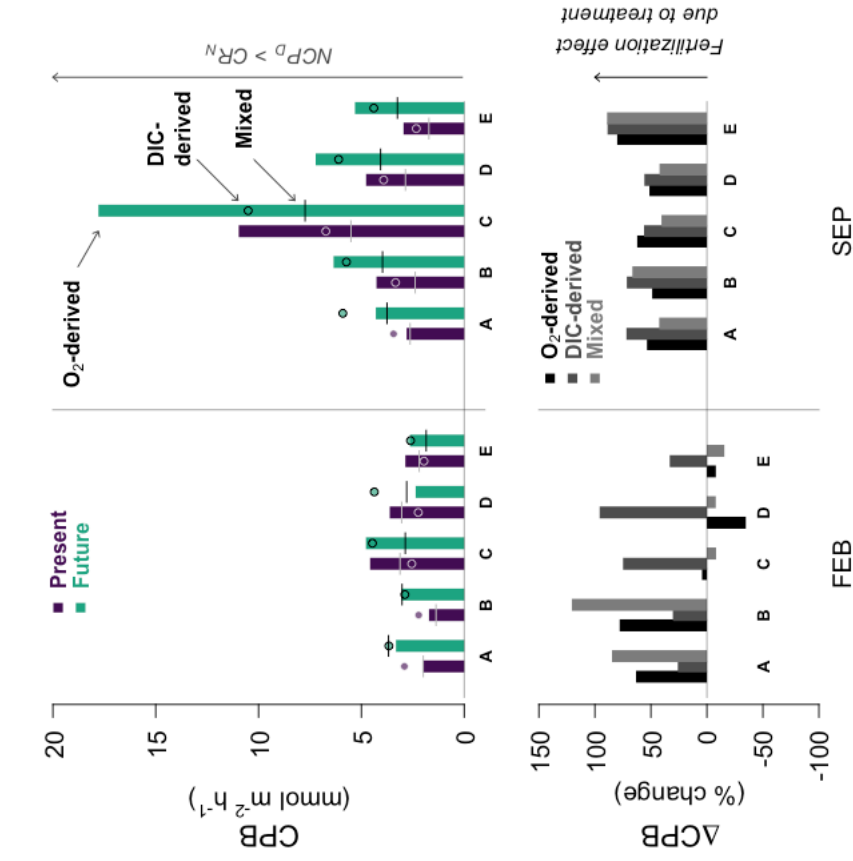 CPB
(mmol m⁻² h⁻¹)
20
15
10
5
0
Present
Future
O₂-derived
DIC-
derived
Mixed
NCP_D > CR_N
A B C D E
A B C D E
ΔCPB
(% change)
150
100
50
0
-50
-100
O₂-derived
DIC-derived
Mixed
Fertilization effect
due to treatment
A B C D E
A B C D E
FEB
SEP